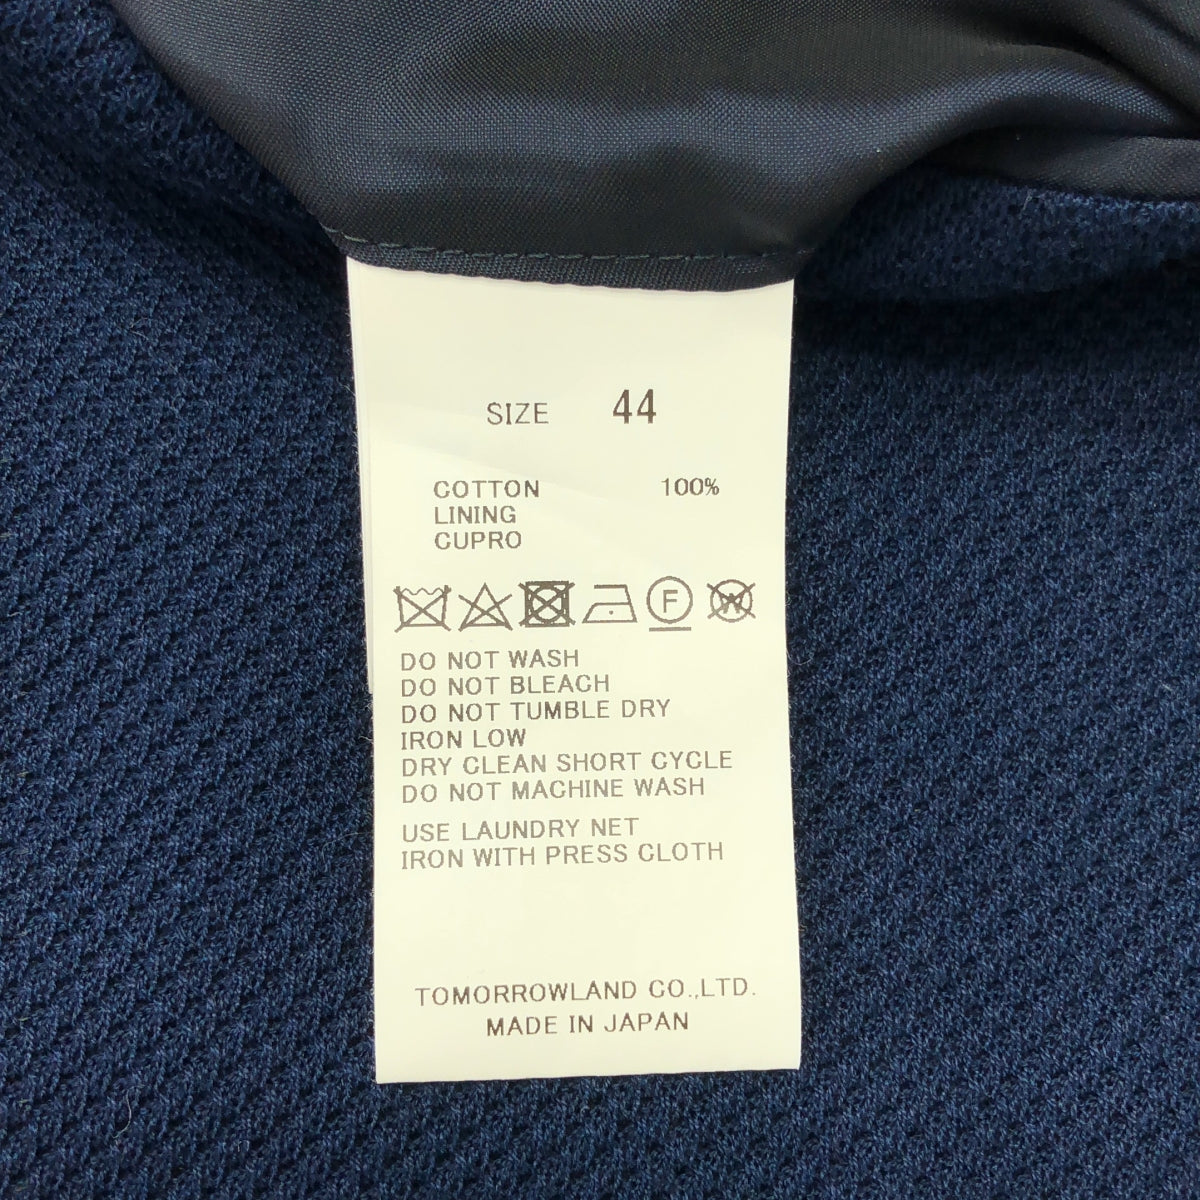 SIZE 44
COTTON 100%
LINING
CUPRO
F W
DO NOT WASH
DO NOT BLEACH
DO NOT TUMBLE DRY
IRON LOW
DRY CLEAN SHORT CYCLE
DO NOT MACHINE WASH
USE LAUNDRY NET
IRON WITH PRESS CLOTH
TOMORROWLAND CO.,LTD.
MADE IN JAPAN